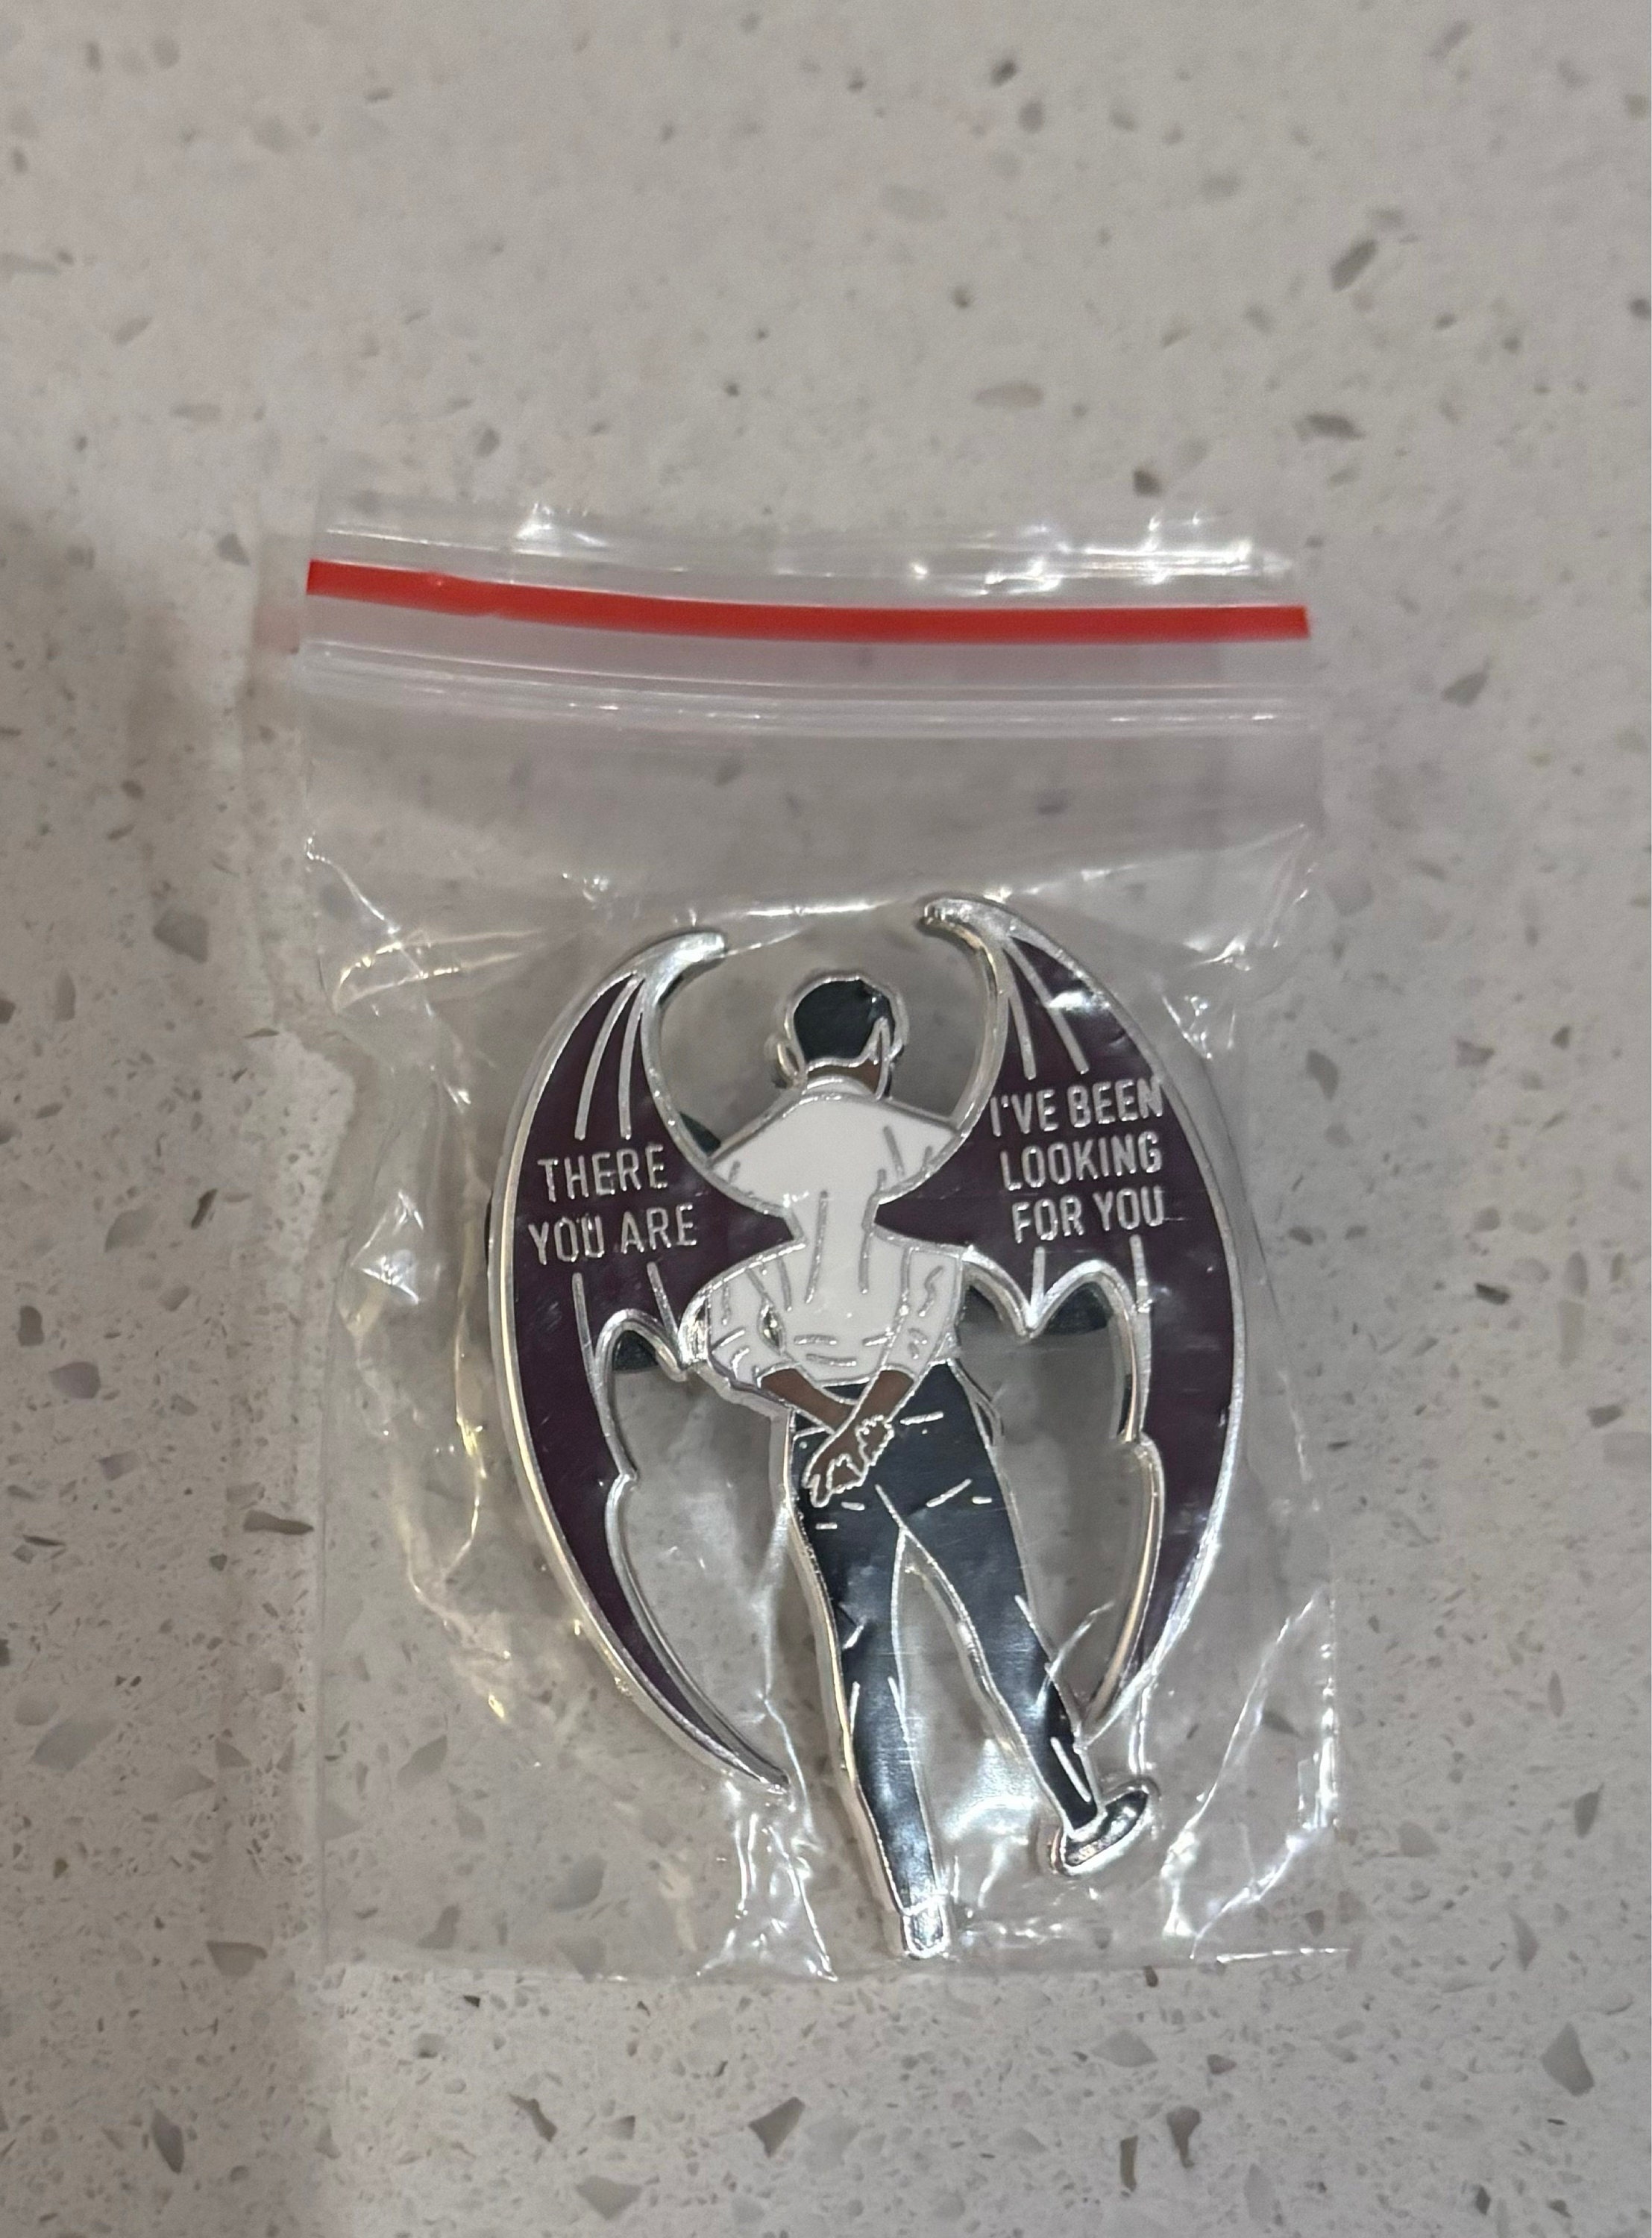 THERE
YOU ARE
I'VE BEEN
LOOKING
FOR YOU